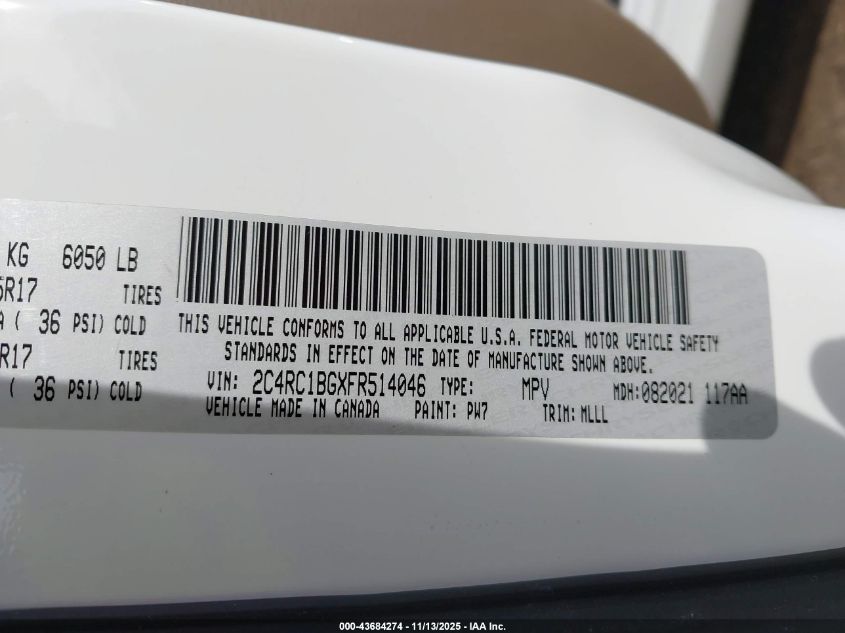 KG 6050 LB
R17 TIRES
( 36 PSI) COLD
R17 TIRES
( 36 PSI) COLD
THIS VEHICLE CONFORMS TO ALL APPLICABLE U.S.A. FEDERAL MOTOR VEHICLE SAFETY
STANDARDS IN EFFECT ON THE DATE OF MANUFACTURE SHOWN ABOVE.
VIN: 2C4RC1BGXFR514046 TYPE: MPV MDH:082021 117AA
VEHICLE MADE IN CANADA PAINT: PW7 TRIM: MLLL
000-43684274 - 11/13/2025 - IAA Inc.